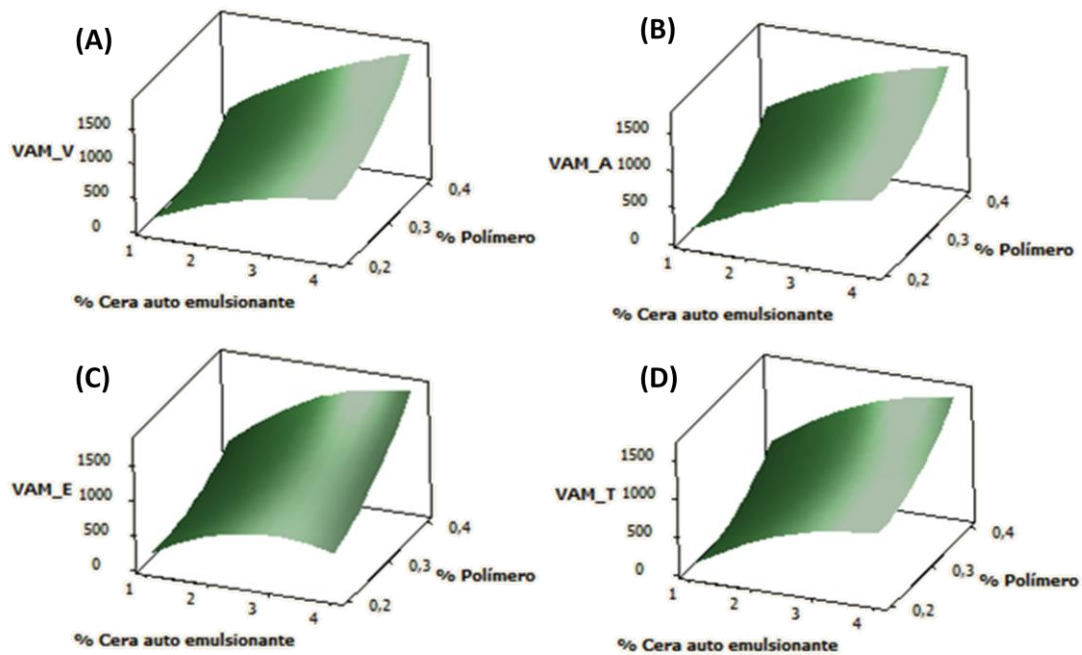 (A)
1500
VAM_V 1000
500
0
1
2
3
4
0,2
0,3
0,4
% Polímero
% Cera auto emulsionante
(B)
1500
VAM_A 1000
500
0
1
2
3
4
0,2
0,3
0,4
% Polímero
% Cera auto emulsionante
(C)
1500
VAM_E 1000
500
0
1
2
3
4
0,2
0,3
0,4
% Polímero
% Cera auto emulsionante
(D)
1500
VAM_T 1000
500
0
1
2
3
4
0,2
0,3
0,4
% Polímero
% Cera auto emulsionante